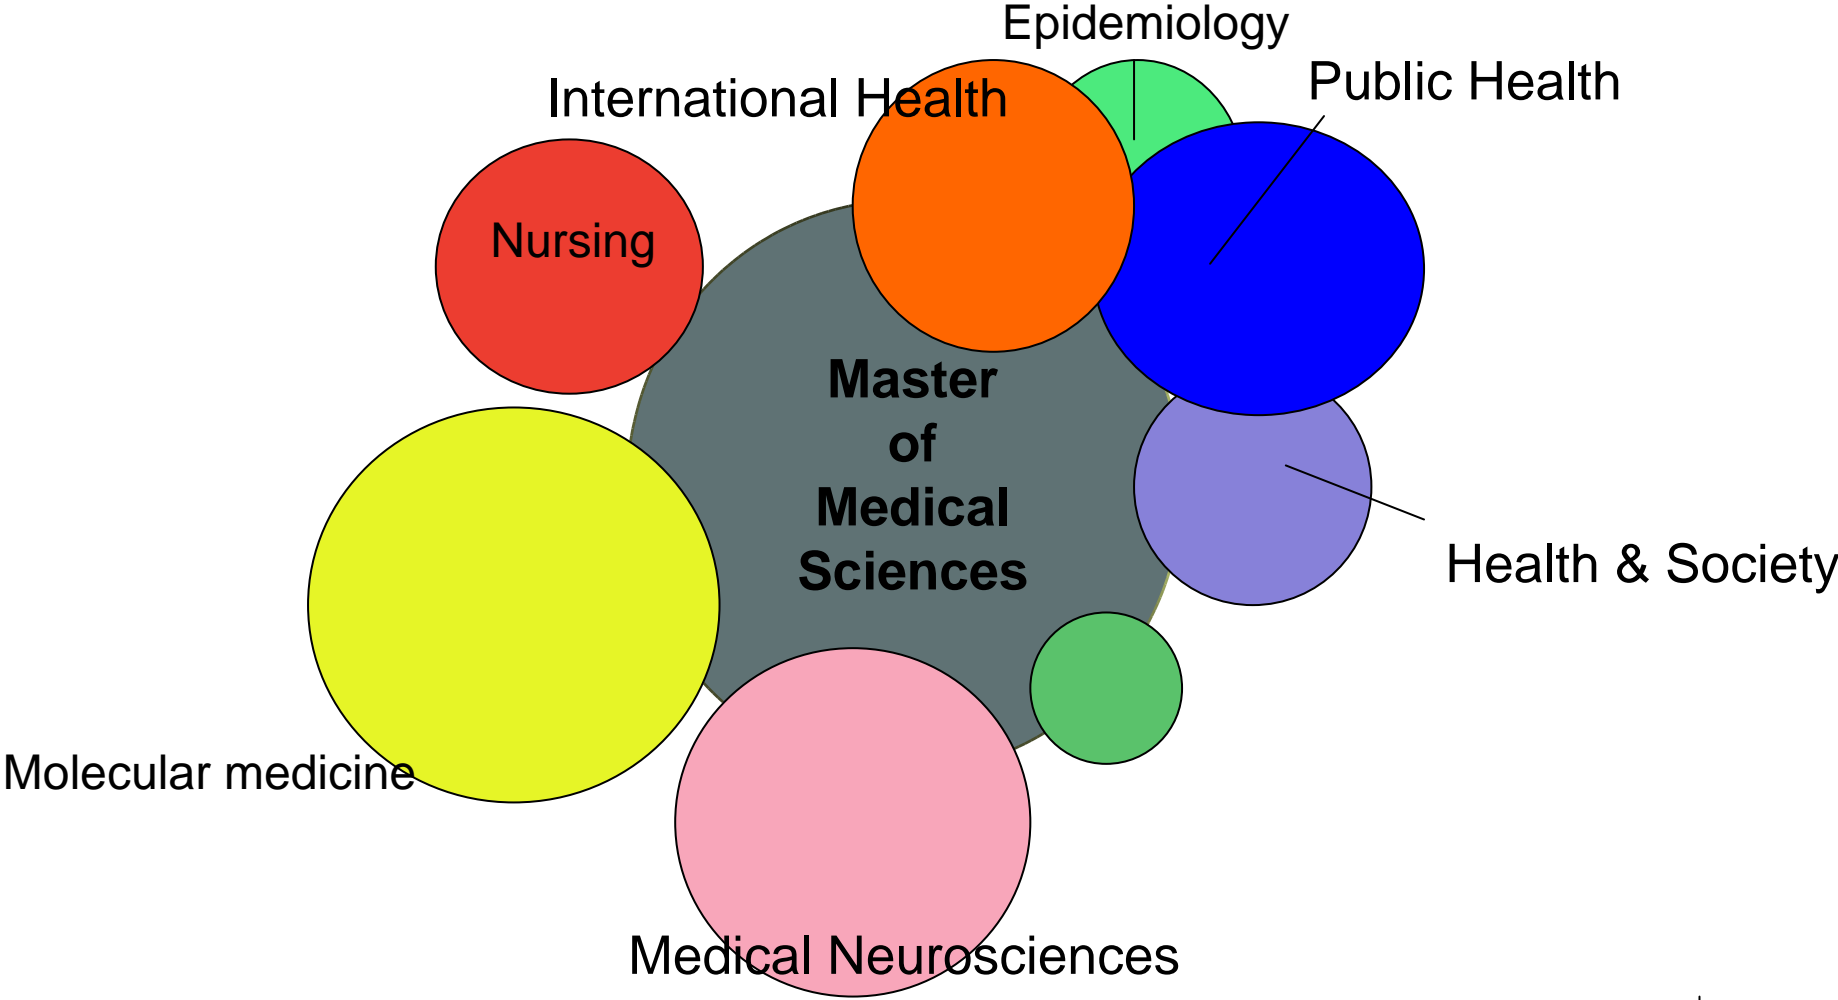 Epidemiology
Public Health
International Health
Nursing
Master
of
Medical
Sciences
Health & Society
Molecular medicine
Medical Neurosciences